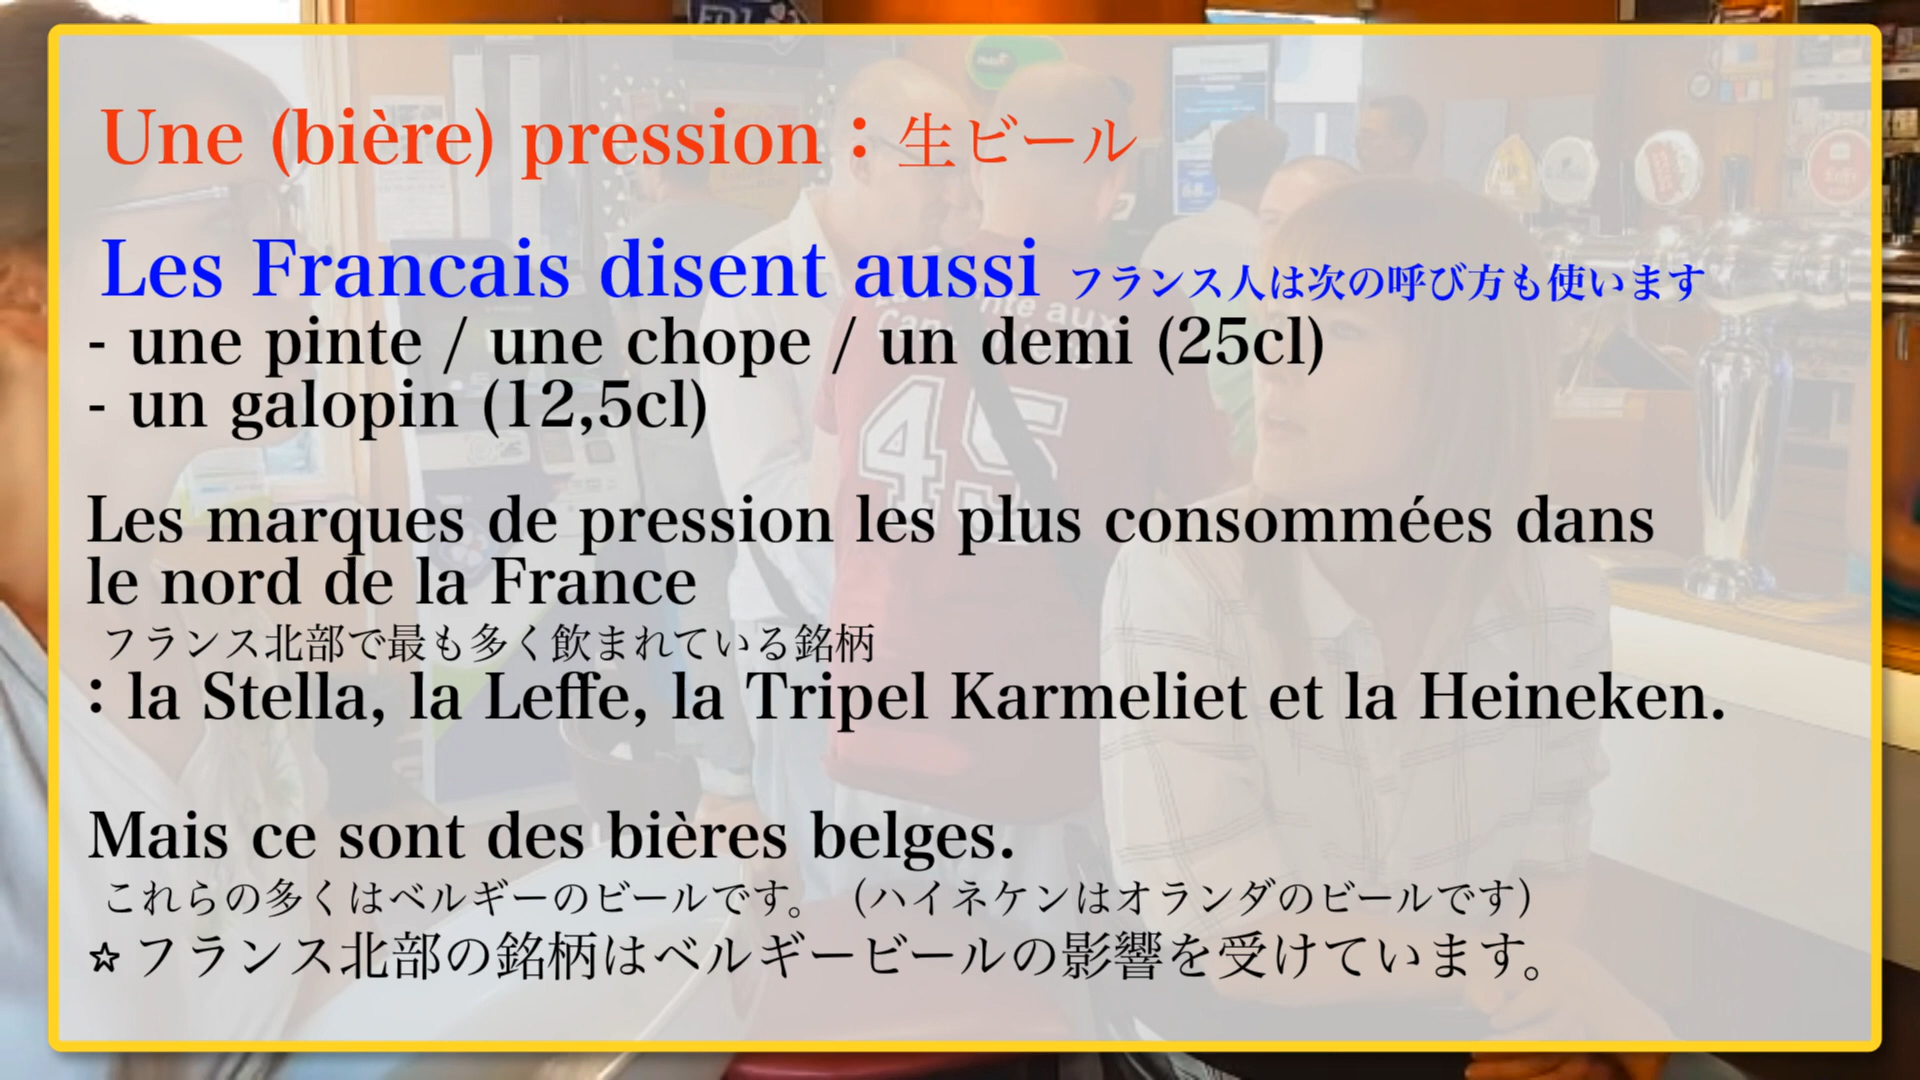 Une (bière) pression：生ビール
Les Francais disent aussi フランス人は次の呼び方も使います
- une pinte / une chope / un demi (25cl)
- un galopin (12,5cl)
Les marques de pression les plus consommées dans
le nord de la France
フランス北部で最も多く飲まれている銘柄
: la Stella, la Leffe, la Tripel Karmeliet et la Heineken.
Mais ce sont des bières belges.
これらの多くはベルギーのビールです。（ハイネケンはオランダのビールです）
☆フランス北部の銘柄はベルギービールの影響を受けています。
45